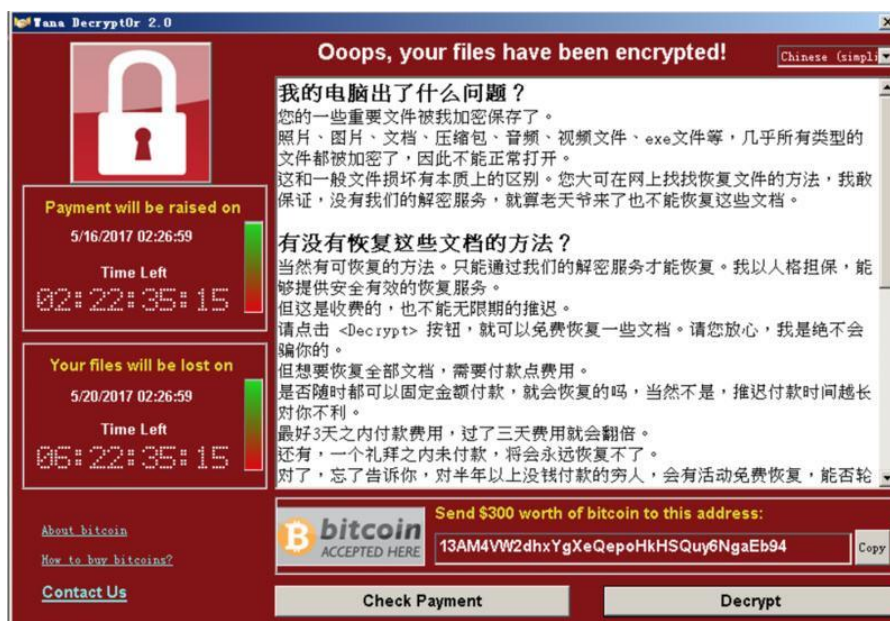 Wana Decrypt0r 2.0
Ooops, your files have been encrypted!
Chinese (simpli
我的电脑出了什么问题？
您的一些重要文件被我加密保存了。
照片、图片、文档、压缩包、音频、视频文件、exe文件等，几乎所有类型的
文件都被加密了，因此不能正常打开。
这和一般文件损坏有本质上的区别。您大可在网上找找恢复文件的方法，我敢
保证，没有我们的解密服务，就算老天爷来了也不能恢复这些文档。
有没有恢复这些文档的方法？
当然有可恢复的方法。只能通过我们的解密服务才能恢复。我以人格担保，能
够提供安全有效的恢复服务。
但这是收费的，也不能无限期的推迟。
请点击 <Decrypt> 按钮，就可以免费恢复一些文档。请您放心，我是绝不会
骗你的。
但想要恢复全部文档，需要付款点费用。
是否随时都可以固定金额付款，就会恢复的吗，当然不是，推迟付款时间越长
对你不利。
最好3天之内付款费用，过了三天费用就会翻倍。
还有，一个礼拜之内未付款，将会永远恢复不了。
对了，忘了告诉你，对半年以上没钱付款的穷人，会有活动免费恢复，能否轮
Payment will be raised on
5/16/2017 02:26:59
Time Left
02:22:35:15
Your files will be lost on
5/20/2017 02:26:59
Time Left
06:22:35:15
About bitcoin
How to buy bitcoins?
Contact Us
bitcoin
ACCEPTED HERE
Send $300 worth of bitcoin to this address:
13AM4VW2dhxYgXeQepoHkHSQuy6NgaEb94
Copy
Check Payment
Decrypt